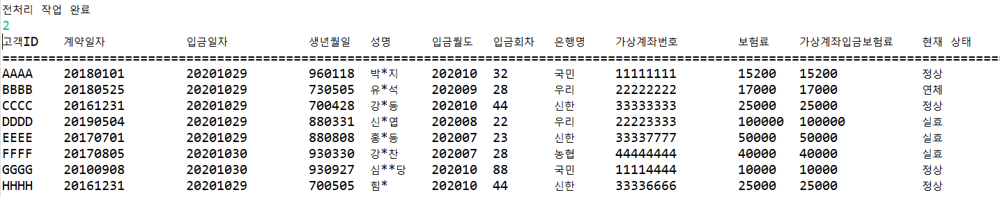 전처리 작업 완료
2
고객ID 계약일자 입금일자 생년월일 성명 입금월도 입금회차 은행명 가상계좌번호 보험료 가상계좌입금보험료 현재 상태
================================================================================
AAAA 20180101 20201029 960118 박*지 202010 32 국민 11111111 15200 15200 정상
BBBB 20180525 20201029 730505 유*석 202009 28 우리 22222222 17000 17000 연체
CCCC 20161231 20201029 700428 강*동 202010 44 신한 33333333 25000 25000 정상
DDDD 20190504 20201029 880331 신*엽 202008 22 우리 22223333 100000 100000 실효
EEEE 20170701 20201029 880808 홍*동 202007 23 신한 33337777 50000 50000 실효
FFFF 20170805 20201030 930330 강*찬 202007 28 농협 44444444 40000 40000 실효
GGGG 20100908 20201030 930927 심**당 202010 88 국민 11114444 10000 10000 정상
HHHH 20161231 20201029 700505 힘* 202010 44 신한 33336666 25000 25000 정상